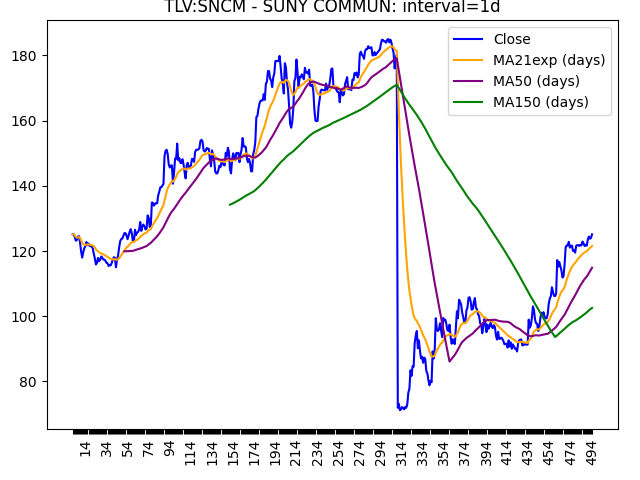 TLV:SNCM - SUNY COMMUN: interval=1d
Close
MA21exp (days)
MA50 (days)
MA150 (days)
180
160
140
120
100
80
14 34 54 74 94 114 134 154 174 194 214 234 254 274 294 314 334 354 374 394 414 434 454 474 494